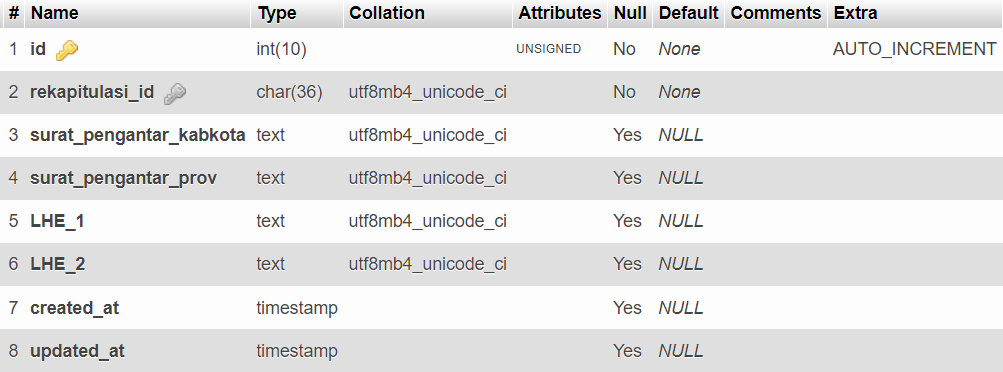 # Name Type Collation Attributes Null Default Comments Extra
1 id int(10) UNSIGNED No None AUTO_INCREMENT
2 rekapitulasi_id char(36) utf8mb4_unicode_ci No None
3 surat_pengantar_kabkota text utf8mb4_unicode_ci Yes NULL
4 surat_pengantar_prov text utf8mb4_unicode_ci Yes NULL
5 LHE_1 text utf8mb4_unicode_ci Yes NULL
6 LHE_2 text utf8mb4_unicode_ci Yes NULL
7 created_at timestamp Yes NULL
8 updated_at timestamp Yes NULL